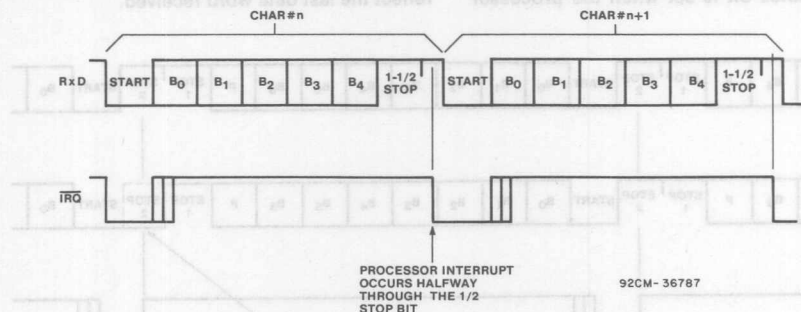 CHAR#n CHAR#n+1
RxD START B0 B1 B2 B3 B4 1-1/2 STOP START B0 B1 B2 B3 B4 1-1/2 STOP
IRQ
PROCESSOR INTERRUPT
OCCURS HALFWAY
THROUGH THE 1/2
STOP BIT
92CM-36787